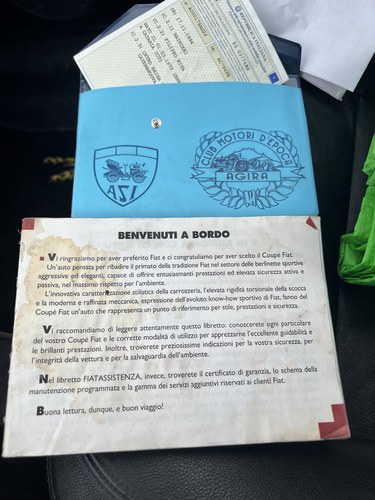 REPUBBLICA ITALIANA
CLUB MOTORI D'EPOCA
AGIRA
ASI
BENVENUTI A BORDO
Vi ringraziamo per aver preferito Fiat e ci congratuliamo per aver scelto il Coupé Fiat.
Un'auto pensata per ribadire il primato della tradizione Fiat nel settore delle berlinette sportive
aggressive ed eleganti, capace di offrire entusiasmanti prestazioni ed elevata sicurezza attiva e
passiva, nel massimo rispetto per l'ambiente.
L'innovativa caratterizzazione stilistica della carrozzeria, l'elevata rigidità torsionale della scocca
e la moderna e raffinata meccanica, espressione dell'evoluto know-how sportivo di Fiat, fanno del
Coupé Fiat un'auto che rappresenta un punto di riferimento per stile, prestazioni e sicurezza.
Vi raccomandiamo di leggere attentamente questo libretto: conoscerete ogni particolare
del vostro Coupé Fiat e le corrette modalità di utilizzo per apprezzarne l'eccellente guidabilità e
le brillanti prestazioni. Inoltre, troverete preziosissime indicazioni per la vostra sicurezza, per
l'integrità della vettura e per la salvaguardia dell'ambiente.
Nel libretto FIATASSISTENZA, invece, troverete il certificato di garanzia, lo schema della
manutenzione programmata e la gamma dei servizi aggiuntivi riservati ai clienti Fiat.
Buona lettura, dunque, e buon viaggio!